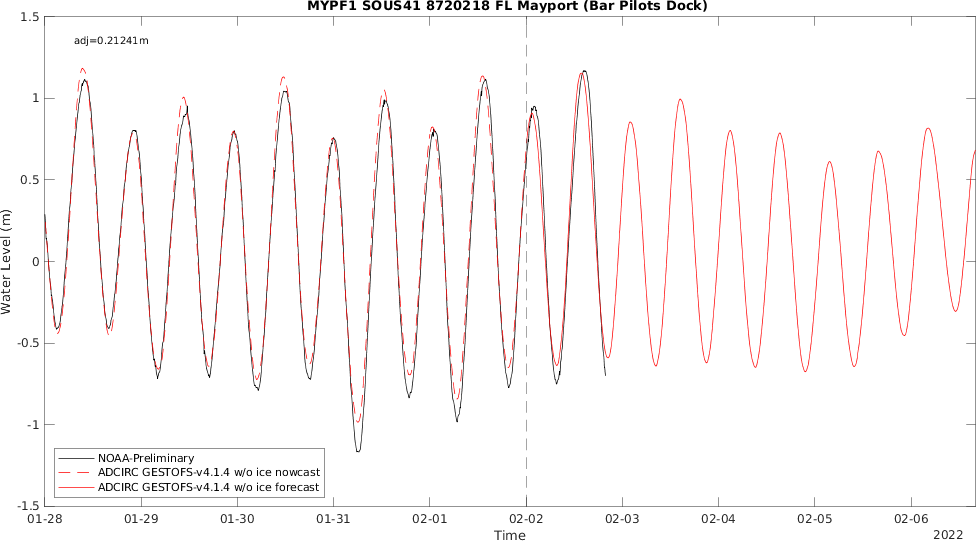 MYPF1 SOUS41 8720218 FL Mayport (Bar Pilots Dock)
1.5
adj=0.21241m
1
0.5
0
-0.5
-1
-1.5
Water Level (m)
NOAA-Preliminary
ADCIRC GESTOFS-v4.1.4 w/o ice nowcast
ADCIRC GESTOFS-v4.1.4 w/o ice forecast
01-28 01-29 01-30 01-31 02-01 02-02 02-03 02-04 02-05 02-06
Time
2022